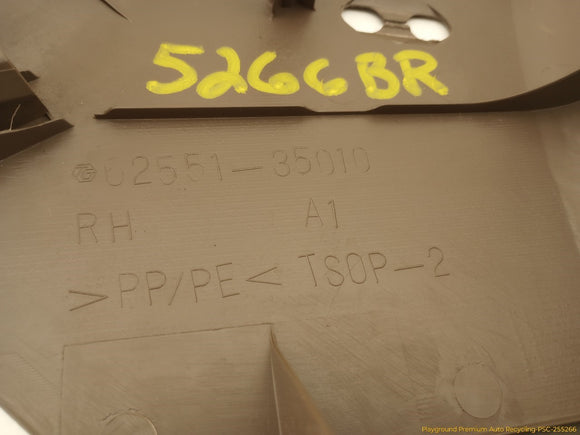 5266BR
62551-35010
RH A1
>PP/PE< TSOP-2
Playground Premium Auto Recycling-PSC-255266